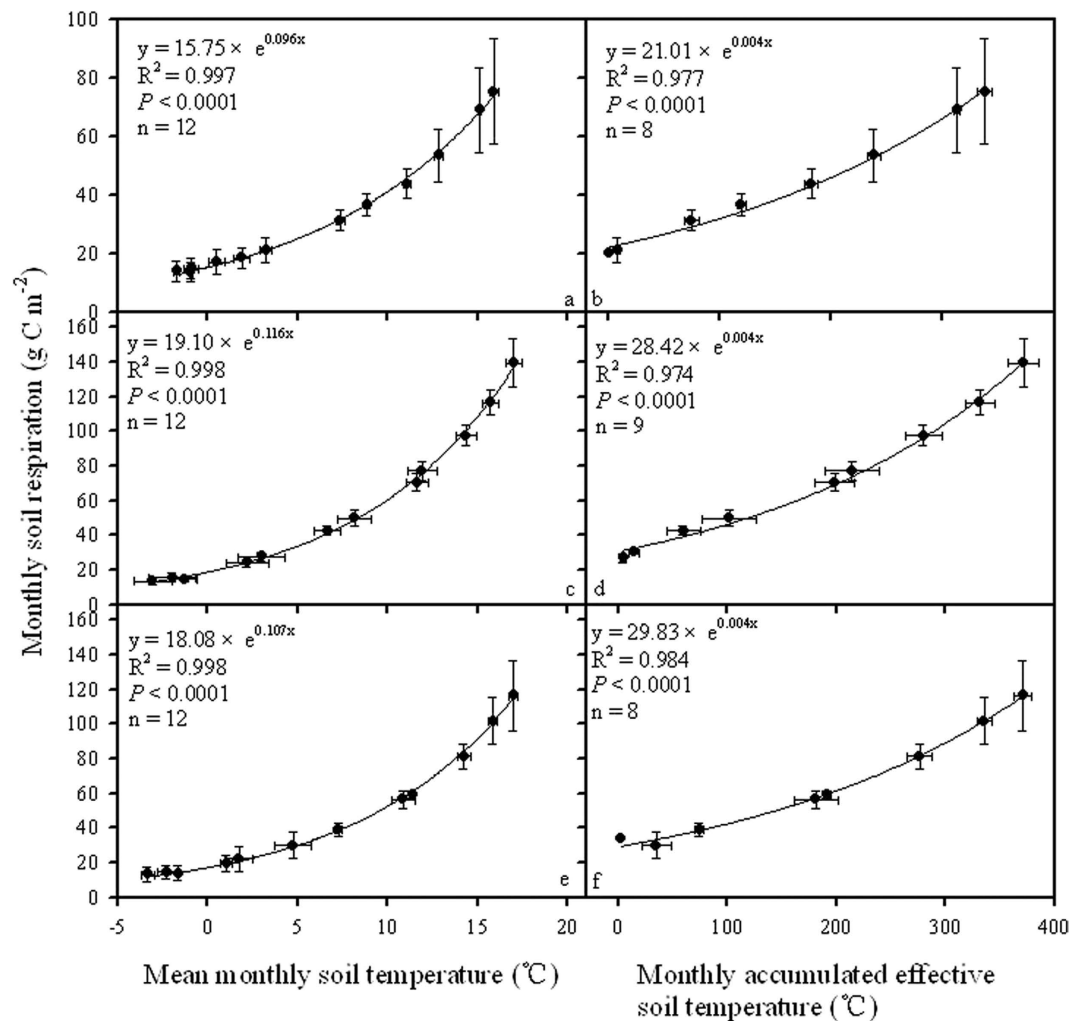 Monthly soil respiration (g C m⁻²)
100
80
60
40
20
0
y = 15.75 × e^0.096x
R² = 0.997
P < 0.0001
n = 12
a
y = 21.01 × e^0.004x
R² = 0.977
P < 0.0001
n = 8
b
160
140
120
100
80
60
40
20
0
y = 19.10 × e^0.116x
R² = 0.998
P < 0.0001
n = 12
c
y = 28.42 × e^0.004x
R² = 0.974
P < 0.0001
n = 9
d
160
140
120
100
80
60
40
20
0
y = 18.08 × e^0.107x
R² = 0.998
P < 0.0001
n = 12
e
y = 29.83 × e^0.004x
R² = 0.984
P < 0.0001
n = 8
f
-5 0 5 10 15 20
0 100 200 300 400
Mean monthly soil temperature (℃)
Monthly accumulated effective
soil temperature (℃)